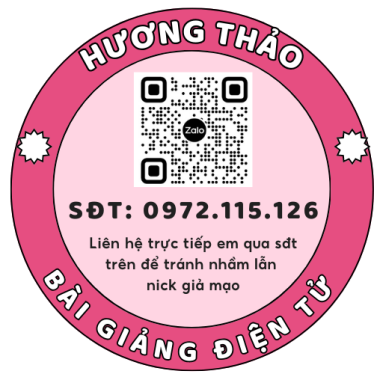 HƯƠNG THẢO
Zalo
SĐT: 0972.115.126
Liên hệ trực tiếp em qua sđt
trên để tránh nhầm lẫn
nick giả mạo
BÀI GIẢNG ĐIỆN TỬ